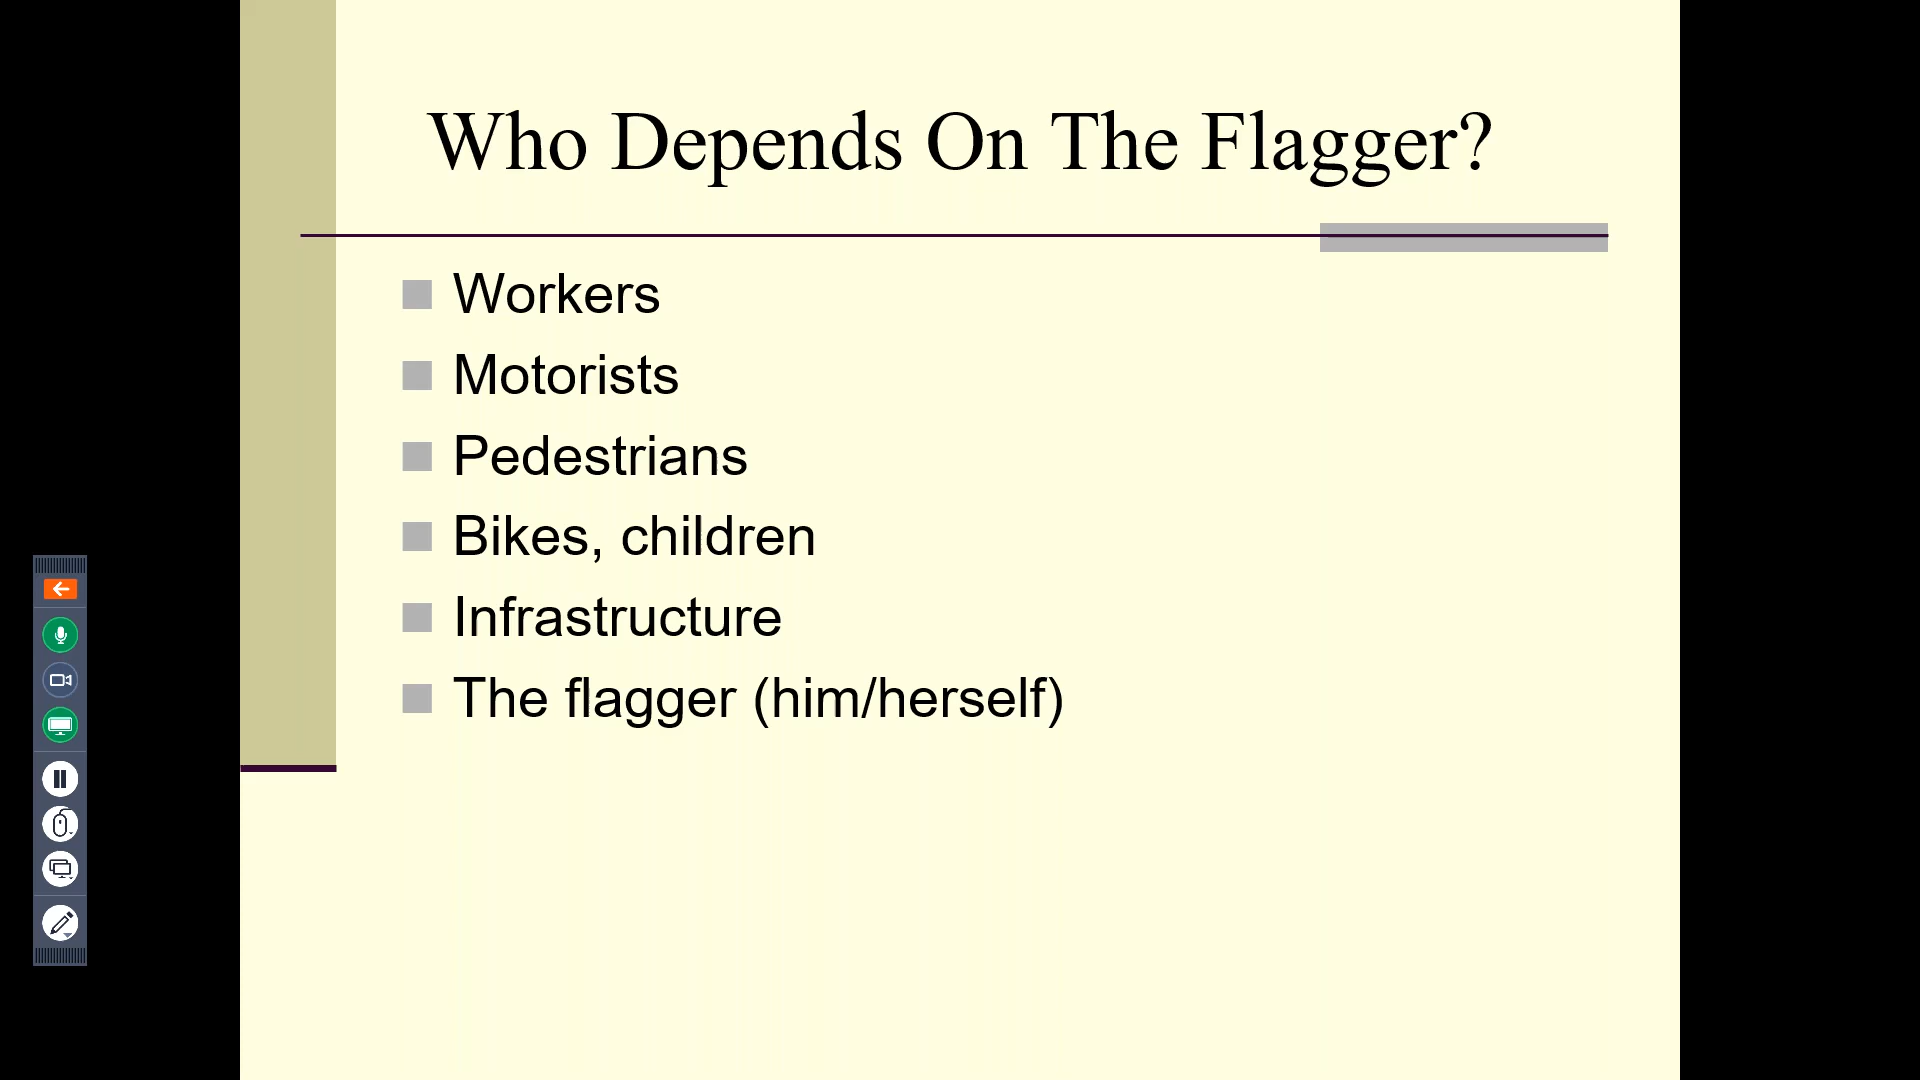 Who Depends On The Flagger?
Workers
Motorists
Pedestrians
Bikes, children
Infrastructure
The flagger (him/herself)